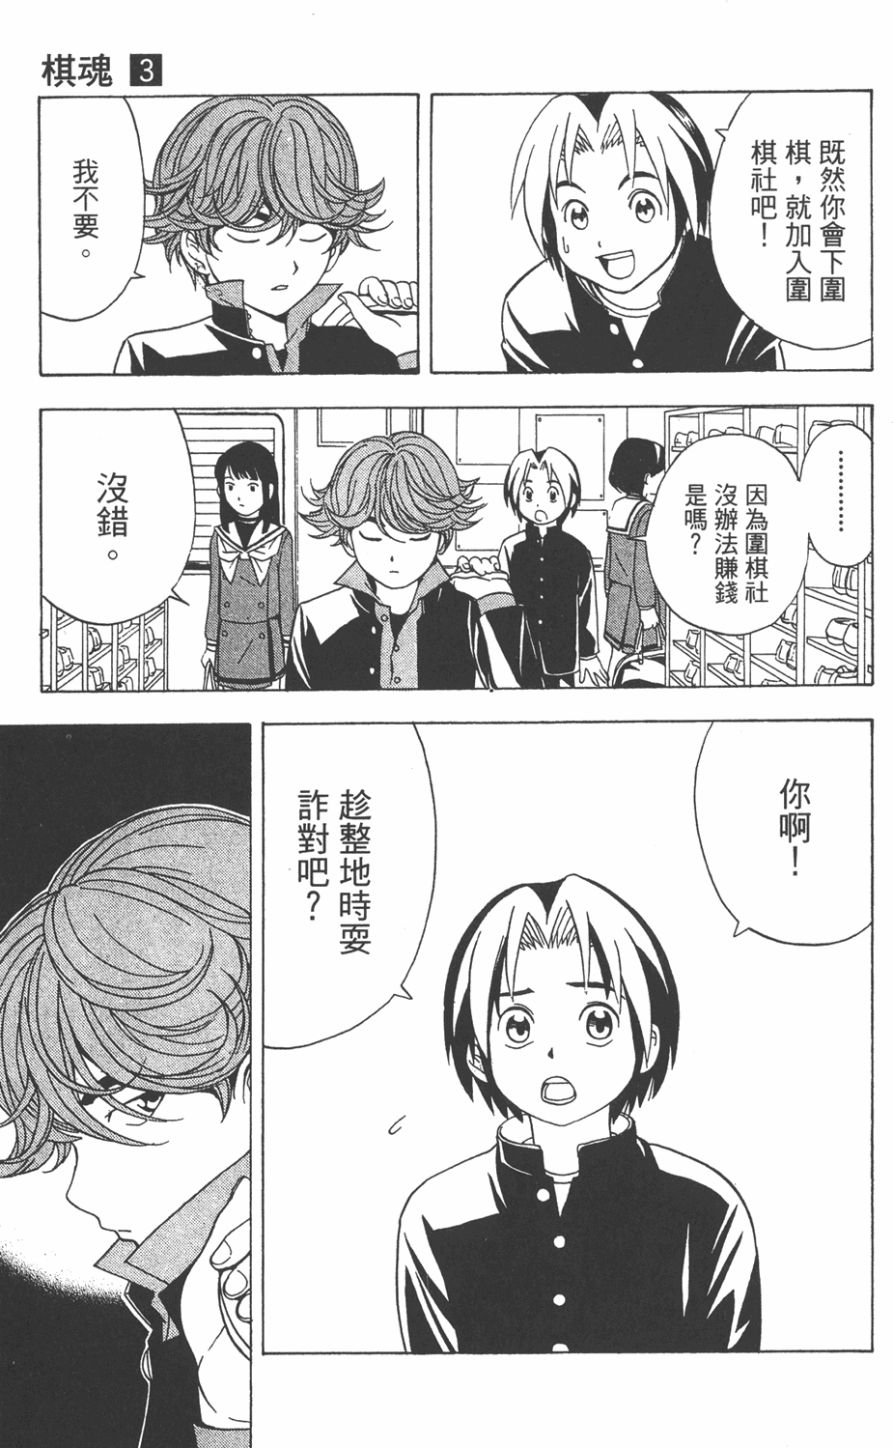 棋魂 3
既然你會下圍
棋，就加入圍
棋社吧！
我不要。
…………
因為圍棋社
沒辦法賺錢
是嗎？
沒錯。
你啊！
趁整地時耍
詐對吧？